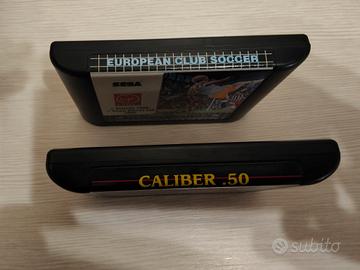 EUROPEAN CLUB SOCCER
SEGA
CALIBER .50
subito